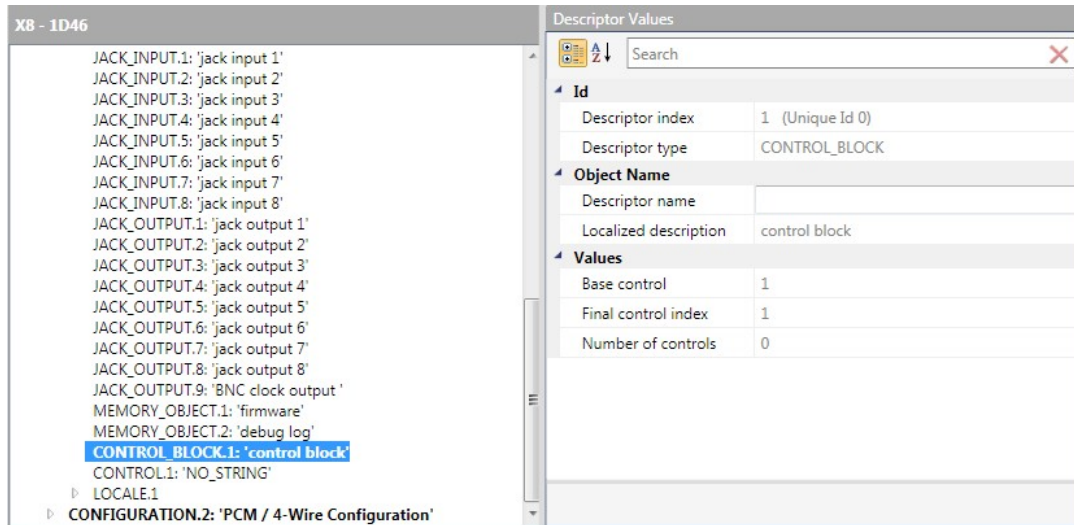 X8 - 1D46
JACK_INPUT.1: 'jack input 1'
JACK_INPUT.2: 'jack input 2'
JACK_INPUT.3: 'jack input 3'
JACK_INPUT.4: 'jack input 4'
JACK_INPUT.5: 'jack input 5'
JACK_INPUT.6: 'jack input 6'
JACK_INPUT.7: 'jack input 7'
JACK_INPUT.8: 'jack input 8'
JACK_OUTPUT.1: 'jack output 1'
JACK_OUTPUT.2: 'jack output 2'
JACK_OUTPUT.3: 'jack output 3'
JACK_OUTPUT.4: 'jack output 4'
JACK_OUTPUT.5: 'jack output 5'
JACK_OUTPUT.6: 'jack output 6'
JACK_OUTPUT.7: 'jack output 7'
JACK_OUTPUT.8: 'jack output 8'
JACK_OUTPUT.9: 'BNC clock output '
MEMORY_OBJECT.1: 'firmware'
MEMORY_OBJECT.2: 'debug log'
CONTROL_BLOCK.1: 'control block'
CONTROL.1: 'NO_STRING'
LOCALE.1
CONFIGURATION.2: 'PCM / 4-Wire Configuration'
Descriptor Values
A Z Search
Id
Descriptor index 1 (Unique Id 0)
Descriptor type CONTROL_BLOCK
Object Name
Descriptor name
Localized description control block
Values
Base control 1
Final control index 1
Number of controls 0